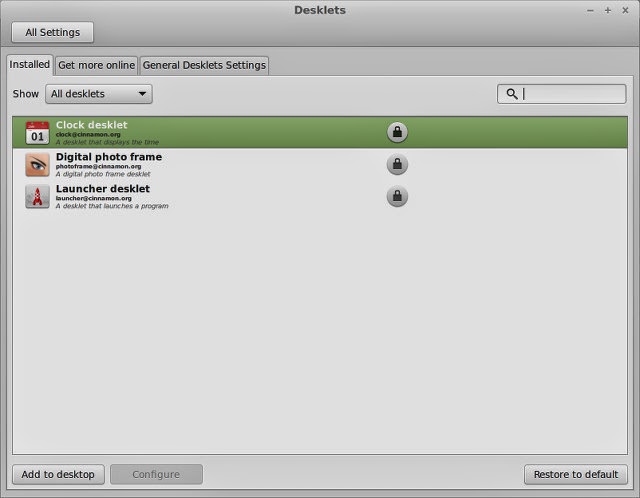 Desklets
All Settings
Installed
Get more online
General Desklets Settings
Show
All desklets
01
Clock desklet
clock@cinnamon.org
A desklet that displays the time
Digital photo frame
photoframe@cinnamon.org
A digital photo frame desklet
Launcher desklet
launcher@cinnamon.org
A desklet that launches a program
Add to desktop
Configure
Restore to default